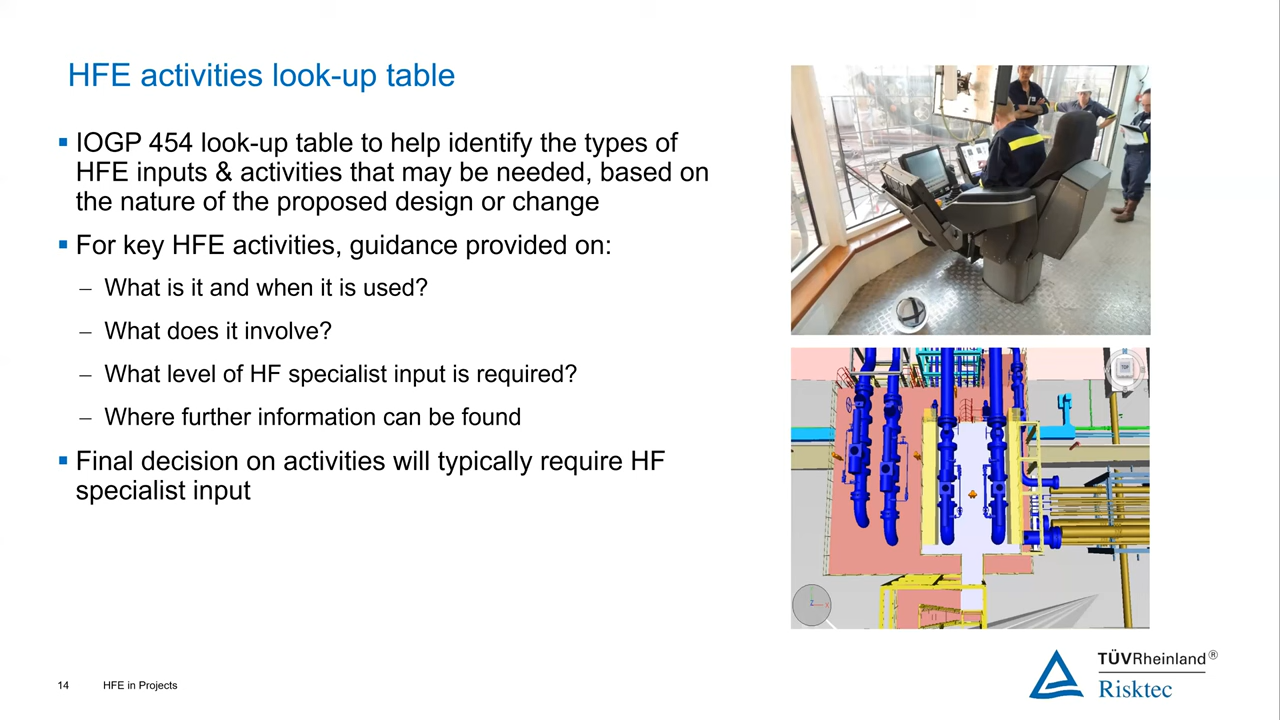 HFE activities look-up table
▪ IOGP 454 look-up table to help identify the types of
HFE inputs & activities that may be needed, based on
the nature of the proposed design or change
▪ For key HFE activities, guidance provided on:
– What is it and when it is used?
– What does it involve?
– What level of HF specialist input is required?
– Where further information can be found
▪ Final decision on activities will typically require HF
specialist input
Z
X
14 HFE in Projects
TÜVRheinland®
Risktec